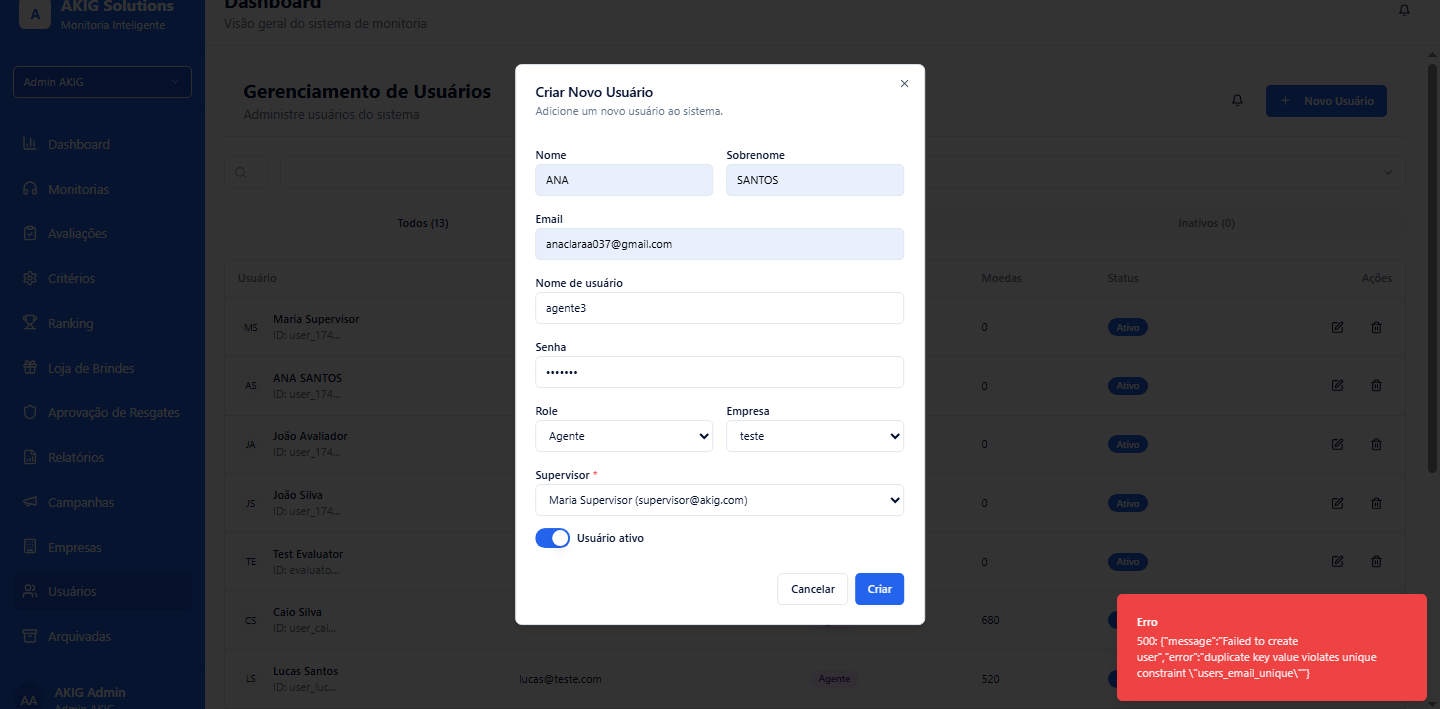 A
AKIG Solutions
Monitoria Inteligente
Dashboard
Visão geral do sistema de monitoria
Admin AKIG
Dashboard
Monitorias
Avaliações
Critérios
Ranking
Loja de Brindes
Aprovação de Resgates
Relatórios
Campanhas
Empresas
Usuários
Arquivadas
AA
AKIG Admin
Admin AKIG
Gerenciamento de Usuários
Administre usuários do sistema
+ Novo Usuário
Todos (13)
Inativos (0)
Usuário
Moedas
Status
Ações
MS
Maria Supervisor
ID: user_174...
0
Ativo
AS
ANA SANTOS
ID: user_174...
0
Ativo
JA
João Avaliador
ID: user_174...
0
Ativo
JS
João Silva
ID: user_174...
0
Ativo
TE
Test Evaluator
ID: evaluato...
0
Ativo
CS
Caio Silva
ID: user_cai...
680
LS
Lucas Santos
ID: user_luc...
lucas@teste.com
Agente
520
Criar Novo Usuário
Adicione um novo usuário ao sistema.
Nome
Sobrenome
ANA
SANTOS
Email
anaclaraa037@gmail.com
Nome de usuário
agente3
Senha
•••••••
Role
Empresa
Agente
teste
Supervisor *
Maria Supervisor (supervisor@akig.com)
Usuário ativo
Cancelar
Criar
Erro
500: {"message":"Failed to create
user","error":"duplicate key value violates unique
constraint \"users_email_unique\""}